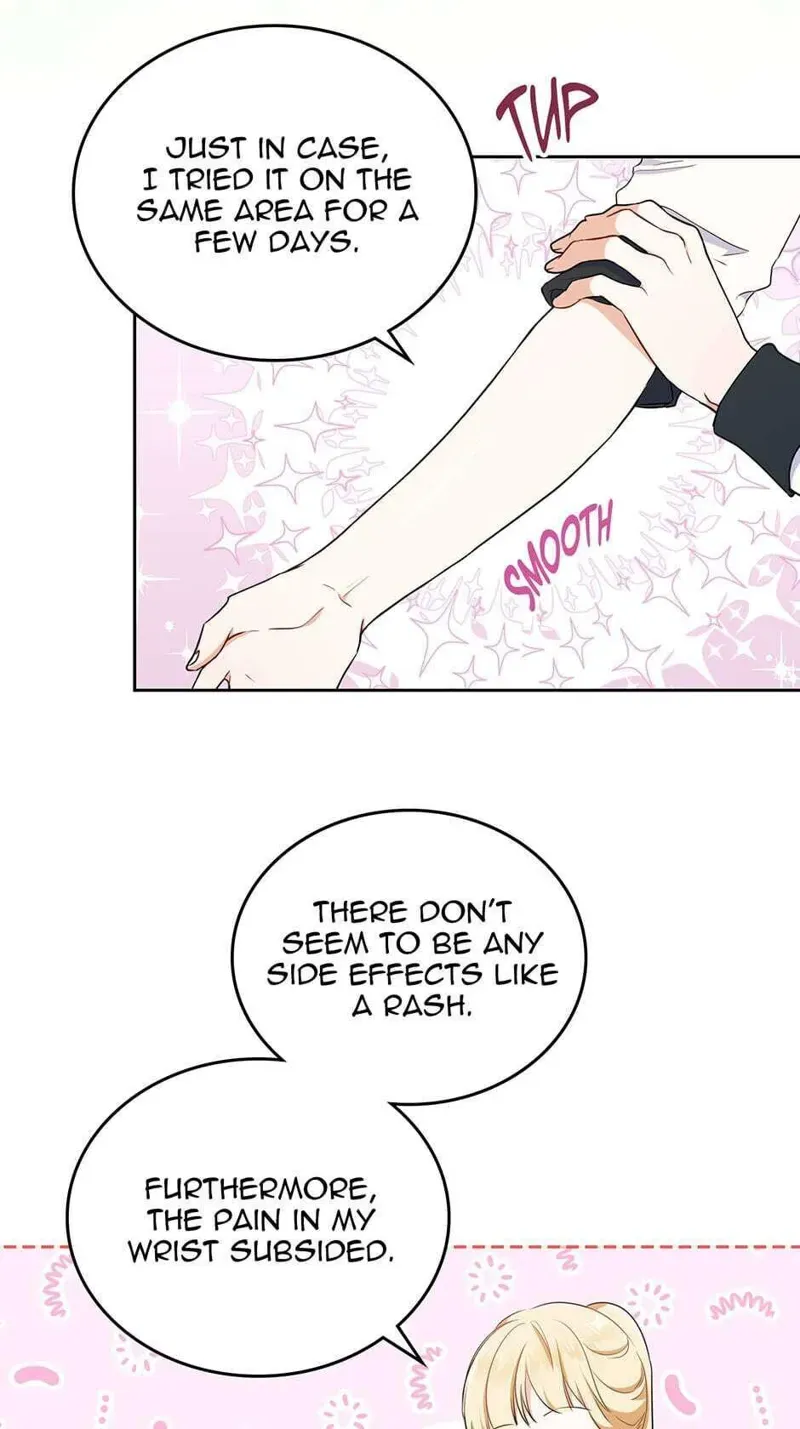 TUP
JUST IN CASE,
I TRIED IT ON THE
SAME AREA FOR A
FEW DAYS.
SMOOTH
THERE DON'T
SEEM TO BE ANY
SIDE EFFECTS LIKE
A RASH.
FURTHERMORE,
THE PAIN IN MY
WRIST SUBSIDED.